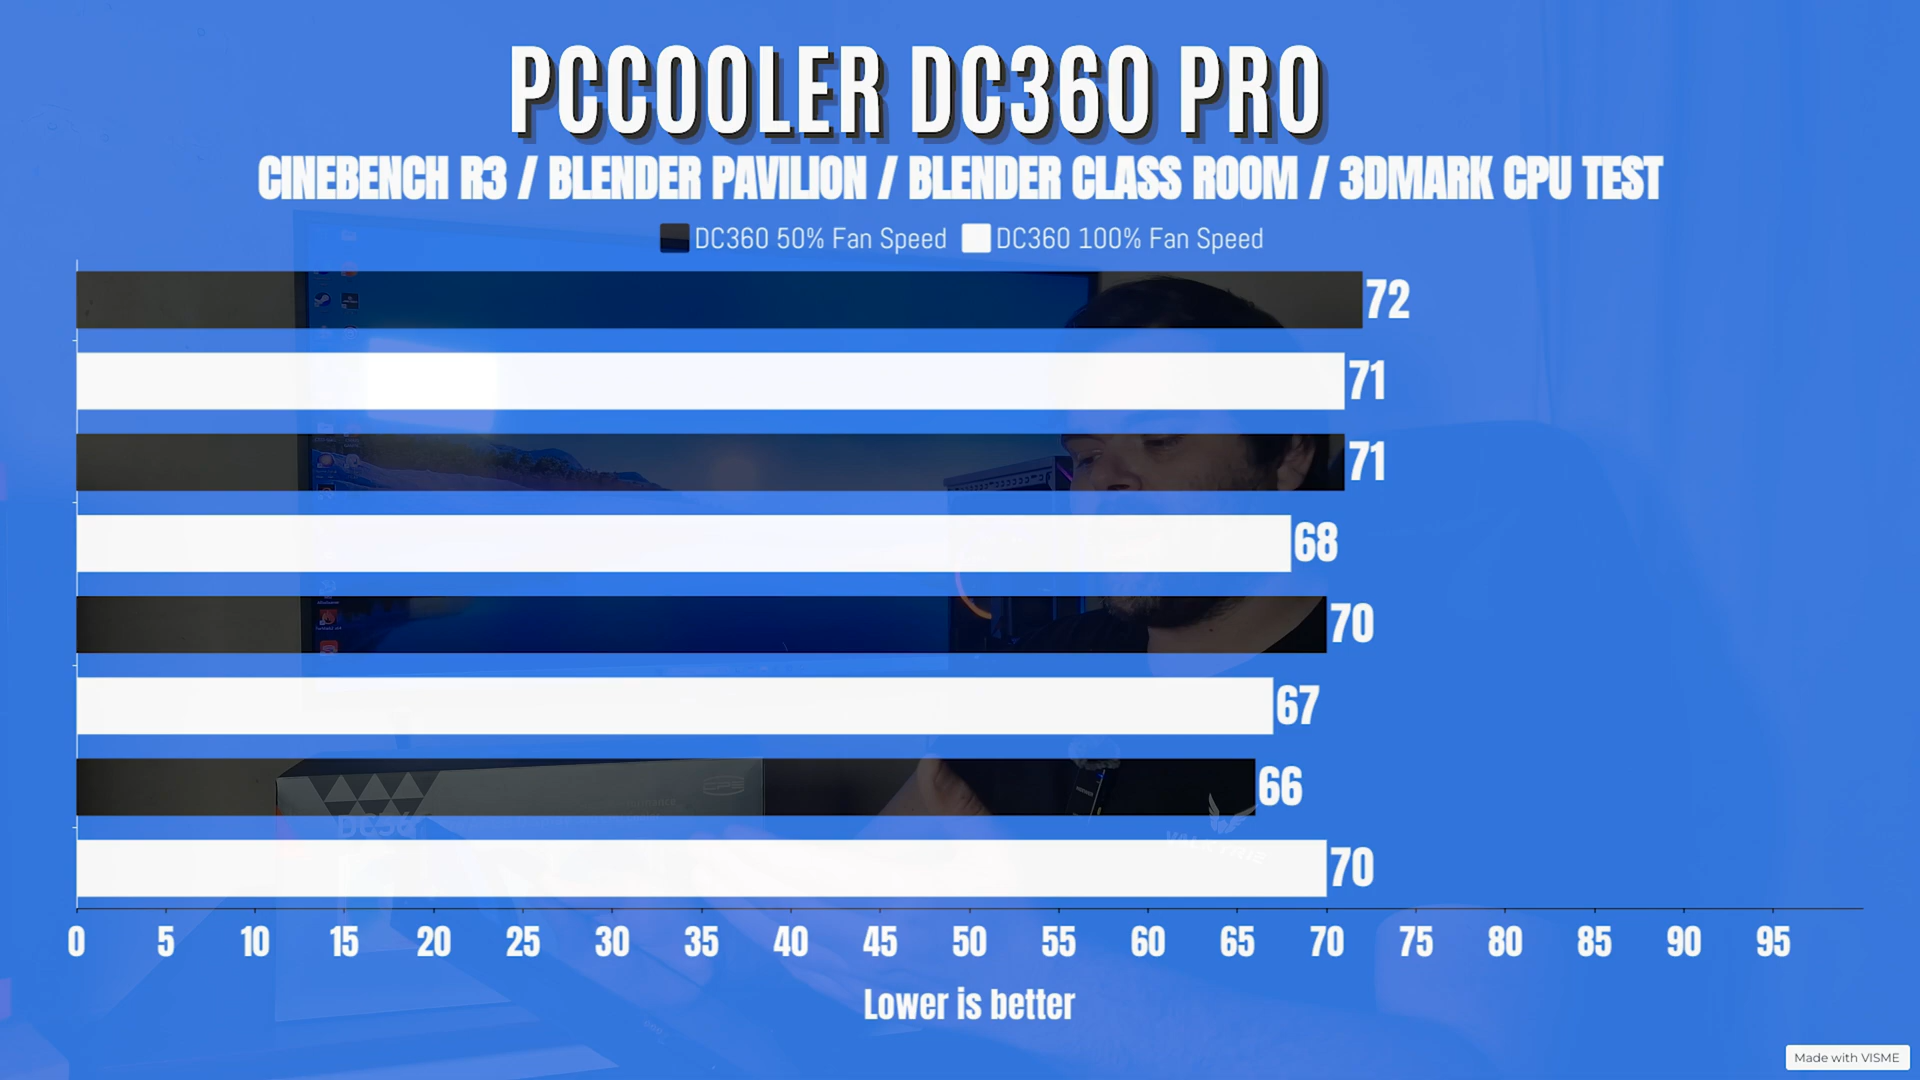 PCCOOLER DC360 PRO
CINEBENCH R3 / BLENDER PAVILION / BLENDER CLASS ROOM / 3DMARK CPU TEST
DC360 50% Fan Speed DC360 100% Fan Speed
72
71
71
68
70
67
66
DC36
VALKYRIE
70
0 5 10 15 20 25 30 35 40 45 50 55 60 65 70 75 80 85 90 95
Lower is better
Made with VISME